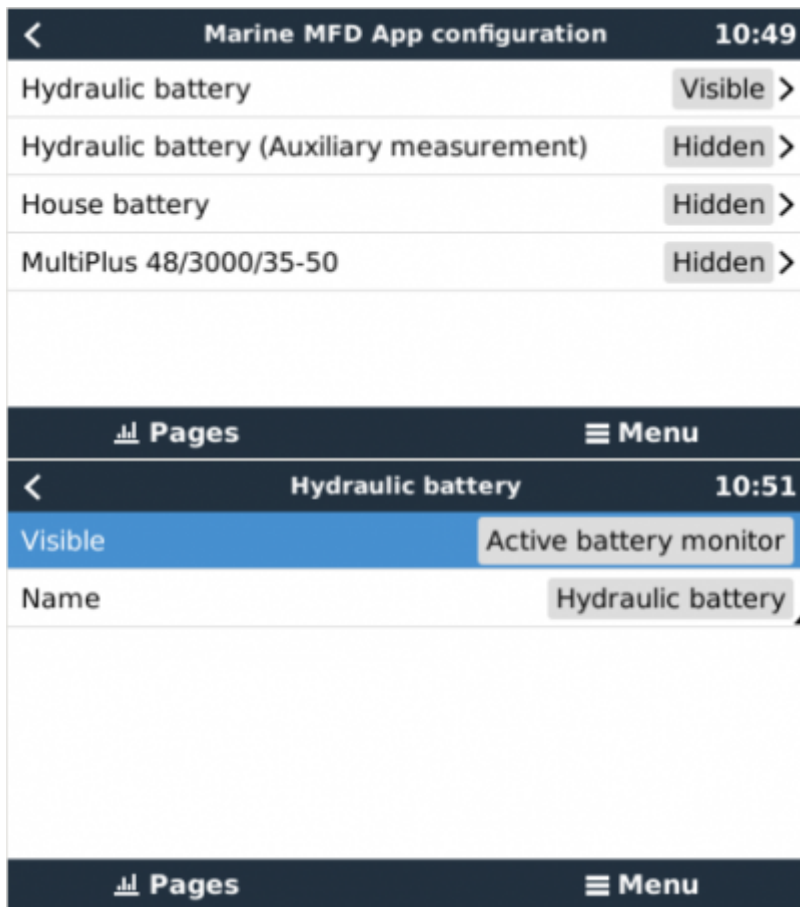 Marine MFD App configuration 10:49
Hydraulic battery Visible
Hydraulic battery (Auxiliary measurement) Hidden
House battery Hidden
MultiPlus 48/3000/35-50 Hidden
Pages Menu
Hydraulic battery 10:51
Visible Active battery monitor
Name Hydraulic battery
Pages Menu